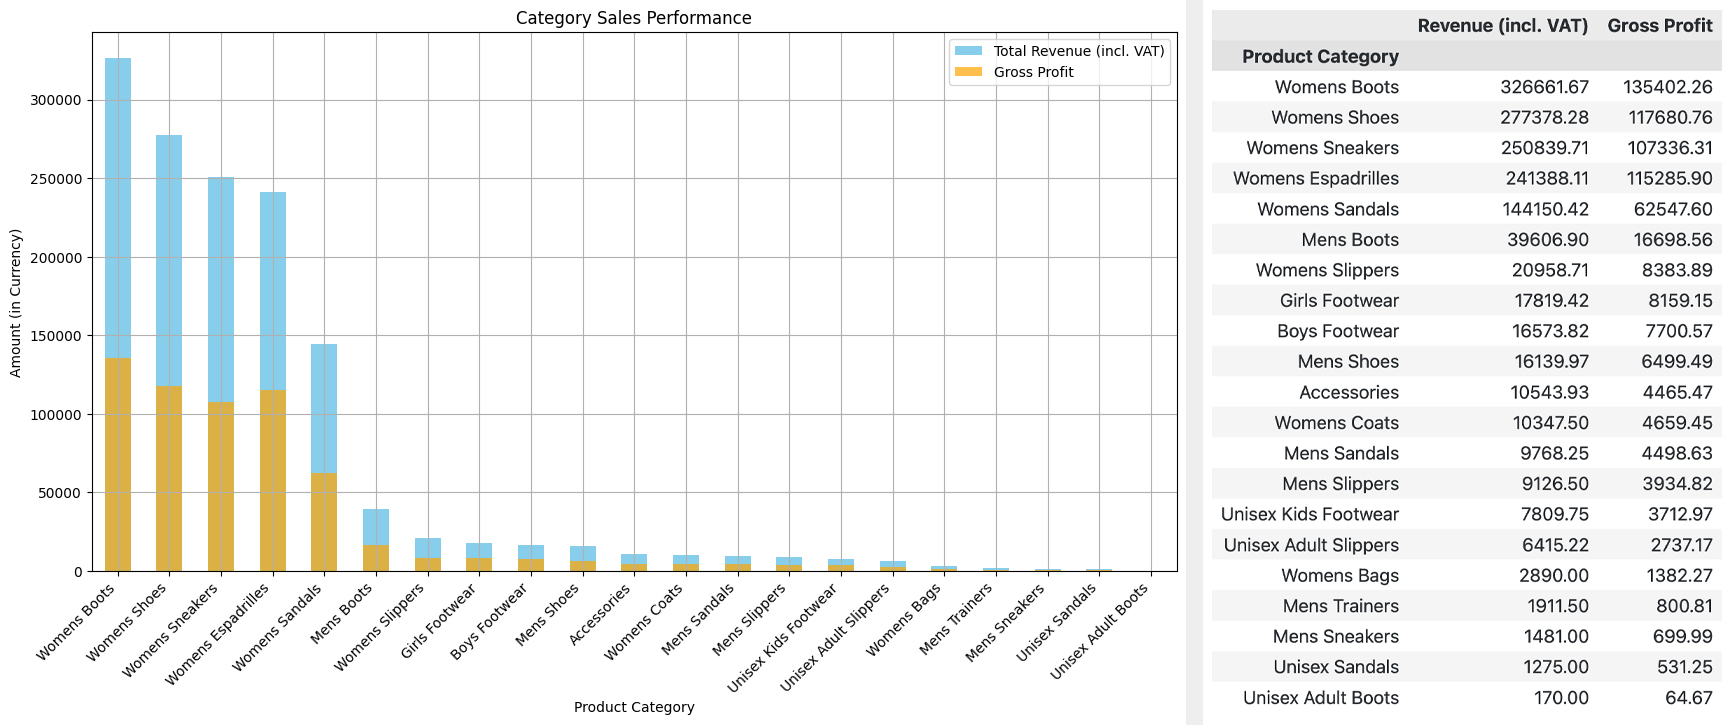 Category Sales Performance
Total Revenue (incl. VAT)
Gross Profit
Amount (in Currency)
300000
250000
200000
150000
100000
50000
0
Womens Boots
Womens Shoes
Womens Sneakers
Womens Espadrilles
Womens Sandals
Mens Boots
Womens Slippers
Girls Footwear
Boys Footwear
Mens Shoes
Accessories
Womens Coats
Mens Sandals
Mens Slippers
Unisex Kids Footwear
Unisex Adult Slippers
Womens Bags
Mens Trainers
Mens Sneakers
Unisex Sandals
Unisex Adult Boots
Product Category
Revenue (incl. VAT) Gross Profit
Product Category
Womens Boots 326661.67 135402.26
Womens Shoes 277378.28 117680.76
Womens Sneakers 250839.71 107336.31
Womens Espadrilles 241388.11 115285.90
Womens Sandals 144150.42 62547.60
Mens Boots 39606.90 16698.56
Womens Slippers 20958.71 8383.89
Girls Footwear 17819.42 8159.15
Boys Footwear 16573.82 7700.57
Mens Shoes 16139.97 6499.49
Accessories 10543.93 4465.47
Womens Coats 10347.50 4659.45
Mens Sandals 9768.25 4498.63
Mens Slippers 9126.50 3934.82
Unisex Kids Footwear 7809.75 3712.97
Unisex Adult Slippers 6415.22 2737.17
Womens Bags 2890.00 1382.27
Mens Trainers 1911.50 800.81
Mens Sneakers 1481.00 699.99
Unisex Sandals 1275.00 531.25
Unisex Adult Boots 170.00 64.67